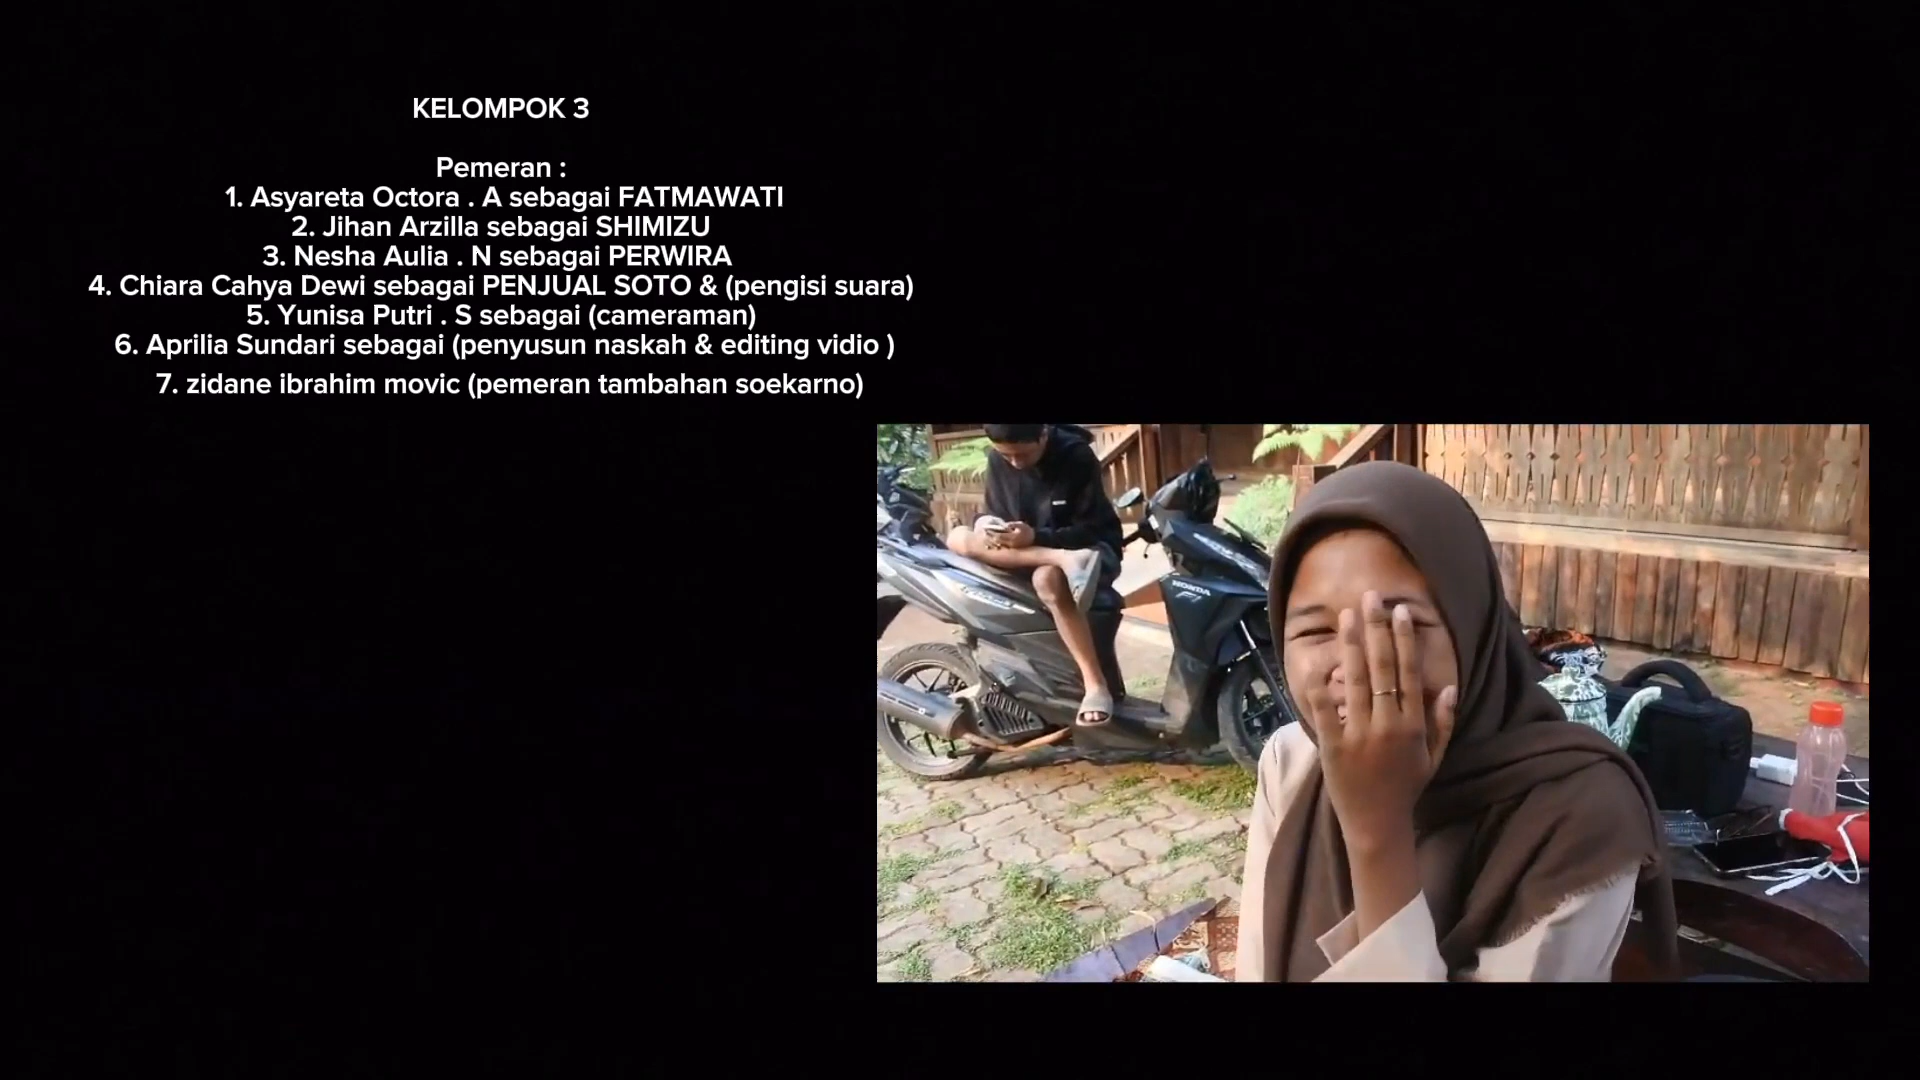 KELOMPOK 3
Pemeran :
1. Asyareta Octora . A sebagai FATMAWATI
2. Jihan Arzilla sebagai SHIMIZU
3. Nesha Aulia . N sebagai PERWIRA
4. Chiara Cahya Dewi sebagai PENJUAL SOTO & (pengisi suara)
5. Yunisa Putri . S sebagai (cameraman)
6. Aprilia Sundari sebagai (penyusun naskah & editing vidio )
7. zidane ibrahim movic (pemeran tambahan soekarno)
HONDA